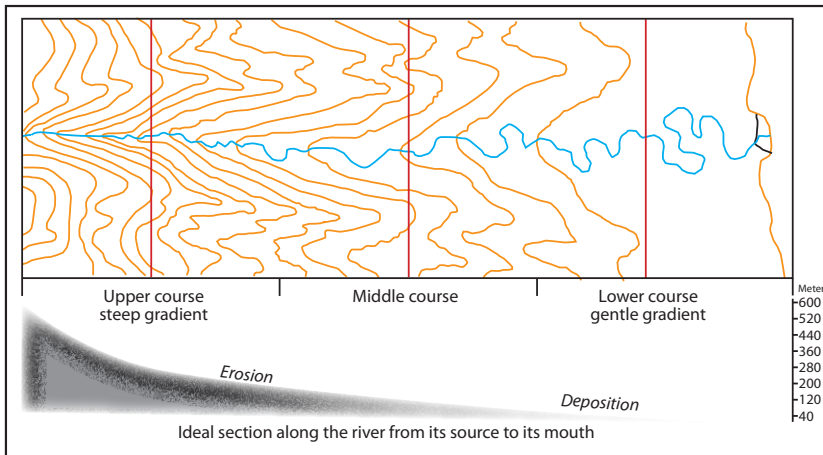 Upper course
steep gradient
Middle course
Lower course
gentle gradient
Meter
600
520
440
360
280
200
120
40
Erosion
Deposition
Ideal section along the river from its source to its mouth